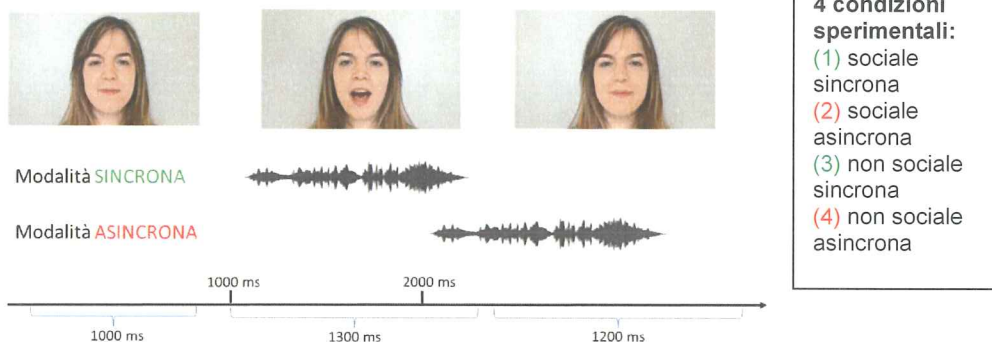 4 condizioni
sperimentali:
(1) sociale
sincrona
(2) sociale
asincrona
(3) non sociale
sincrona
(4) non sociale
asincrona
Modalità SINCRONA
Modalità ASINCRONA
1000 ms
2000 ms
1000 ms
1300 ms
1200 ms